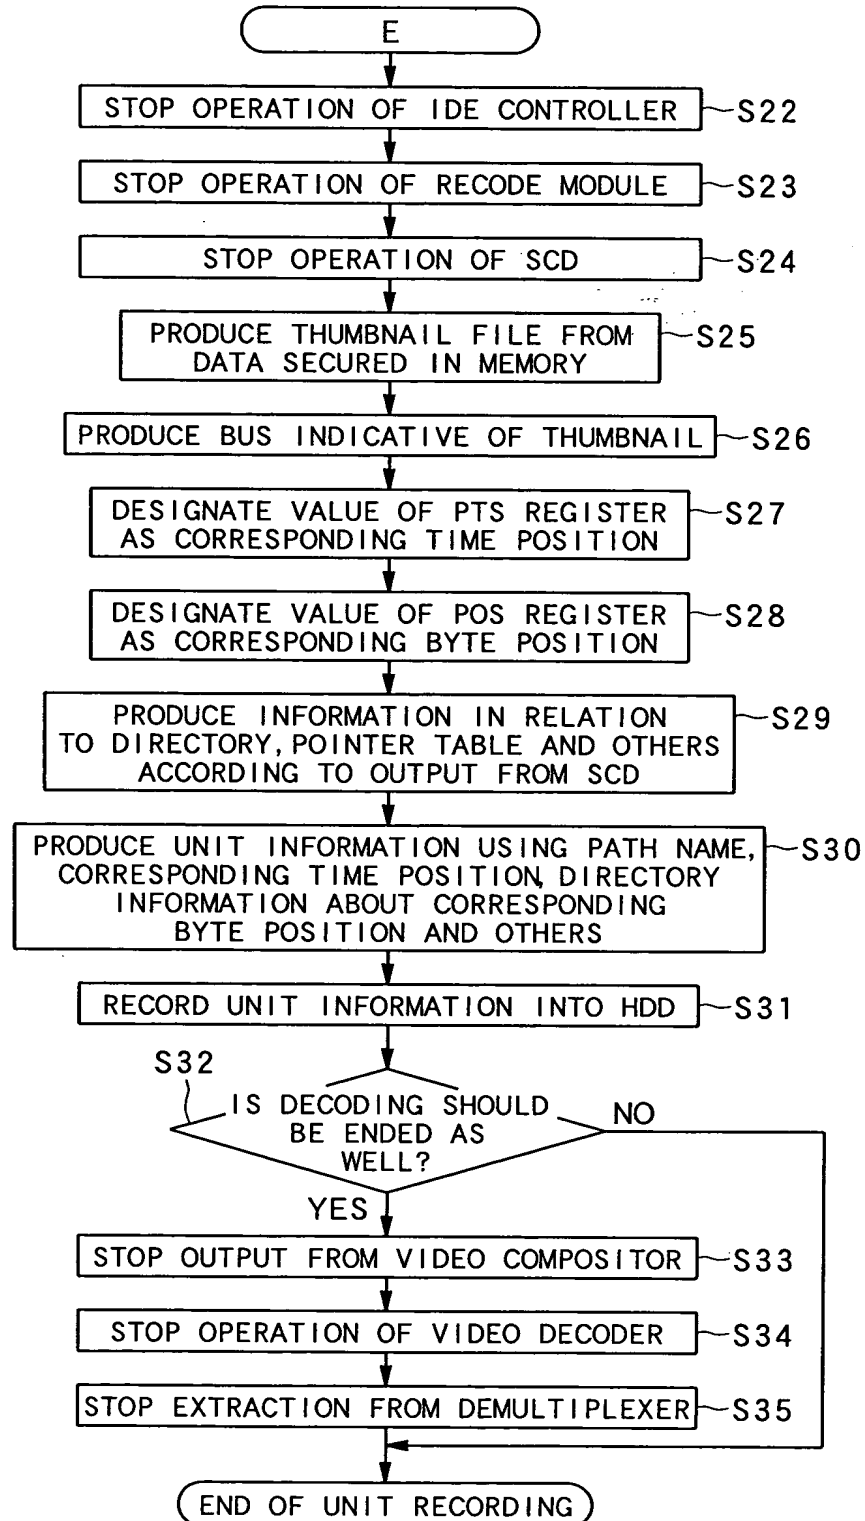 E
STOP OPERATION OF IDE CONTROLLER
S22
STOP OPERATION OF RECODE MODULE
S23
STOP OPERATION OF SCD
S24
PRODUCE THUMBNAIL FILE FROM
DATA SECURED IN MEMORY
S25
PRODUCE BUS INDICATIVE OF THUMBNAIL
S26
DESIGNATE VALUE OF PTS REGISTER
AS CORRESPONDING TIME POSITION
S27
DESIGNATE VALUE OF POS REGISTER
AS CORRESPONDING BYTE POSITION
S28
PRODUCE INFORMATION IN RELATION
TO DIRECTORY, POINTER TABLE AND OTHERS
ACCORDING TO OUTPUT FROM SCD
S29
PRODUCE UNIT INFORMATION USING PATH NAME,
CORRESPONDING TIME POSITION, DIRECTORY
INFORMATION ABOUT CORRESPONDING
BYTE POSITION AND OTHERS
S30
RECORD UNIT INFORMATION INTO HDD
S31
S32
IS DECODING SHOULD
BE ENDED AS
WELL?
NO
YES
STOP OUTPUT FROM VIDEO COMPOSITOR
S33
STOP OPERATION OF VIDEO DECODER
S34
STOP EXTRACTION FROM DEMULTIPLEXER
S35
END OF UNIT RECORDING